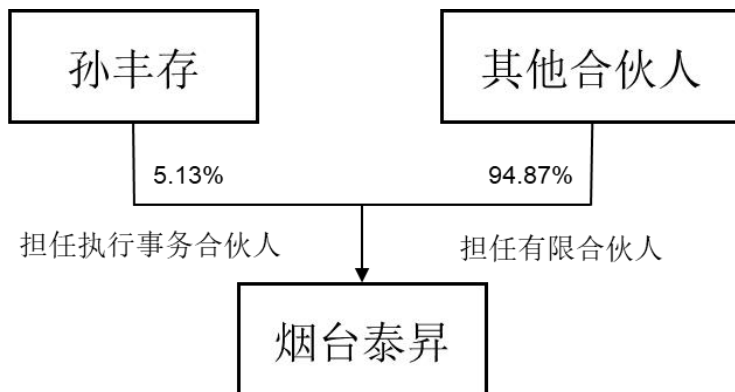 孙丰存
其他合伙人
5.13%
94.87%
担任执行事务合伙人
担任有限合伙人
烟台泰昇